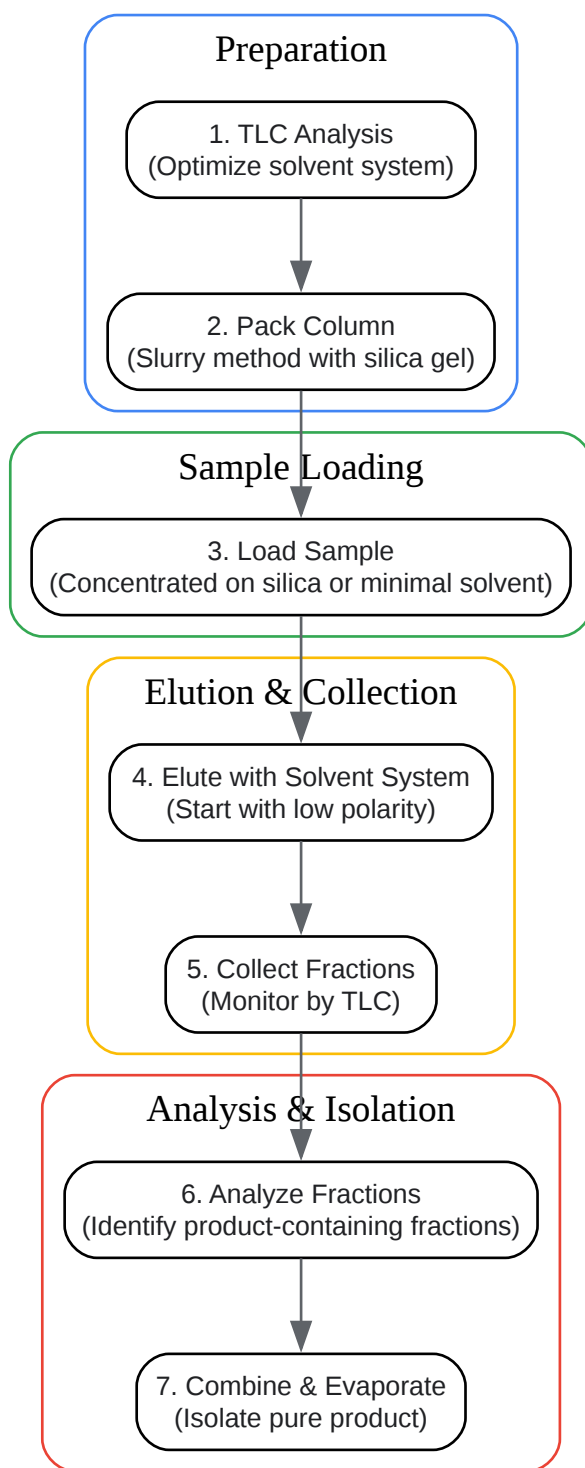 Preparation
1. TLC Analysis
(Optimize solvent system)
2. Pack Column
(Slurry method with silica gel)
Sample Loading
3. Load Sample
(Concentrated on silica or minimal solvent)
Elution & Collection
4. Elute with Solvent System
(Start with low polarity)
5. Collect Fractions
(Monitor by TLC)
Analysis & Isolation
6. Analyze Fractions
(Identify product-containing fractions)
7. Combine & Evaporate
(Isolate pure product)